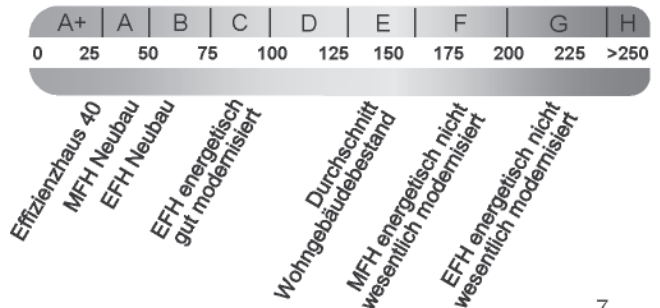 A+ A B C D E F G H
0 25 50 75 100 125 150 175 200 225 >250
Effizienzhaus 40
MFH Neubau
EFH Neubau
EFH energetisch
gut modernisiert
Durchschnitt
Wohngebäudebestand
MFH energetisch nicht
wesentlich modernisiert
EFH energetisch nicht
wesentlich modernisiert
7